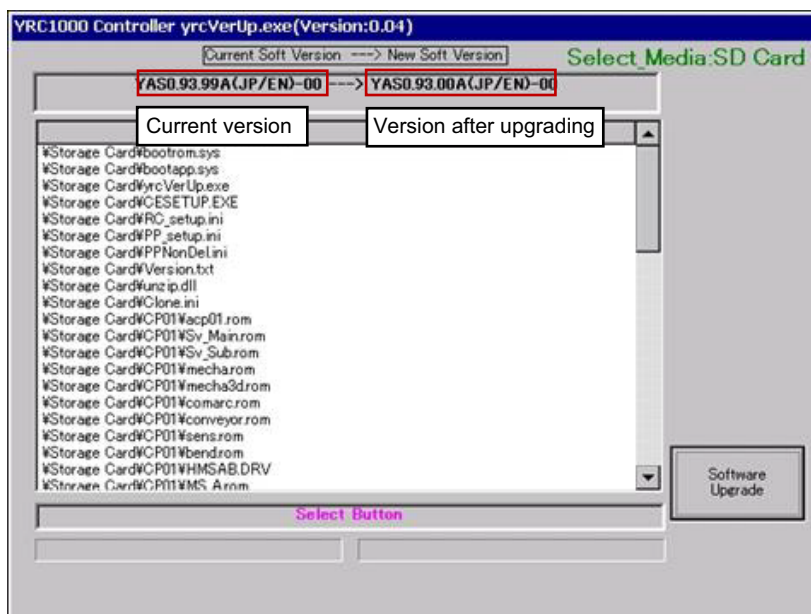 YRC1000 Controller yrcVerUp.exe(Version:0.04)
Current Soft Version ---> New Soft Version
Select_Media:SD Card
YAS0.93.99A(JP/EN)-00 ---> YAS0.93.00A(JP/EN)-00
Current version
Version after upgrading
¥Storage Card¥bootrom.sys
¥Storage Card¥bootapp.sys
¥Storage Card¥yrcVerUp.exe
¥Storage Card¥CESETUP.EXE
¥Storage Card¥RC_setup.ini
¥Storage Card¥PP_setup.ini
¥Storage Card¥PPNonDel.ini
¥Storage Card¥Version.txt
¥Storage Card¥unzip.dll
¥Storage Card¥Clone.ini
¥Storage Card¥CP01¥acp01.rom
¥Storage Card¥CP01¥Sv_Main.rom
¥Storage Card¥CP01¥Sv_Sub.rom
¥Storage Card¥CP01¥mecha.rom
¥Storage Card¥CP01¥mecha3d.rom
¥Storage Card¥CP01¥comarc.rom
¥Storage Card¥CP01¥conveyor.rom
¥Storage Card¥CP01¥sens.rom
¥Storage Card¥CP01¥bend.rom
¥Storage Card¥CP01¥HMSAB.DRV
¥Storage Card¥CP01¥MS_A.rom
Software
Upgrade
Select Button